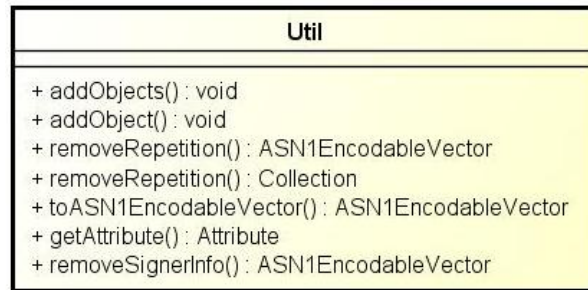 Util
+ addObjects() : void
+ addObject() : void
+ removeRepetition() : ASN1EncodableVector
+ removeRepetition() : Collection
+ toASN1EncodableVector() : ASN1EncodableVector
+ getAttribute() : Attribute
+ removeSignerInfo() : ASN1EncodableVector